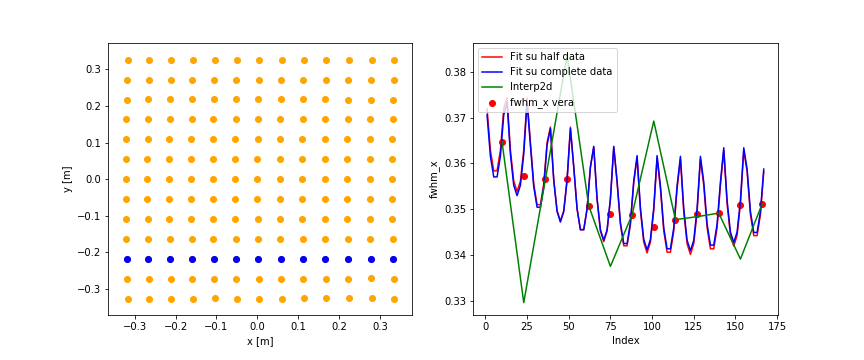 0.3
0.2
0.1
0.0
−0.1
−0.2
−0.3
y [m]
−0.3 −0.2 −0.1 0.0 0.1 0.2 0.3
x [m]
Fit su half data
Fit su complete data
Interp2d
fwhm_x vera
0.38
0.37
0.36
0.35
0.34
0.33
fwhm_x
0 25 50 75 100 125 150 175
Index